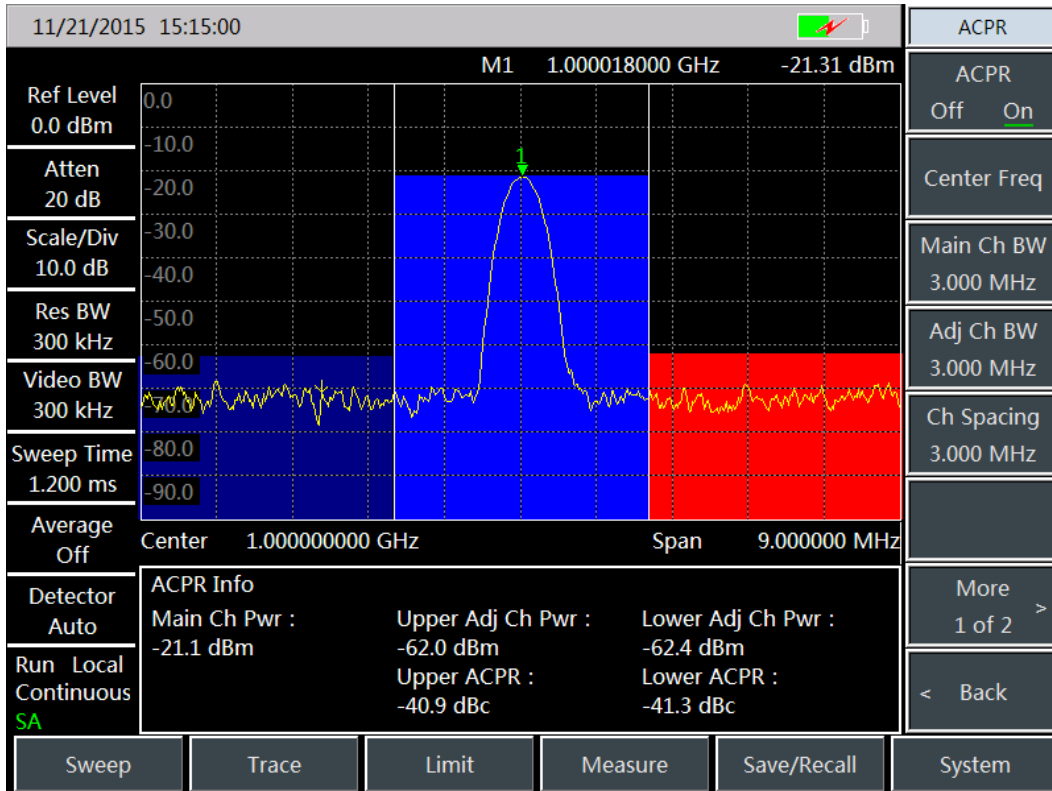 11/21/2015 15:15:00
M1 1.000018000 GHz -21.31 dBm
Ref Level
0.0 dBm
Atten
20 dB
Scale/Div
10.0 dB
Res BW
300 kHz
Video BW
300 kHz
Sweep Time
1.200 ms
Average
Off
Detector
Auto
Run Local
Continuous
SA
0.0
-10.0
-20.0
-30.0
-40.0
-50.0
-60.0
-70.0
-80.0
-90.0
1
Center 1.000000000 GHz Span 9.000000 MHz
ACPR Info
Main Ch Pwr : Upper Adj Ch Pwr : Lower Adj Ch Pwr :
-21.1 dBm -62.0 dBm -62.4 dBm
Upper ACPR : Lower ACPR :
-40.9 dBc -41.3 dBc
ACPR
ACPR
Off On
Center Freq
Main Ch BW
3.000 MHz
Adj Ch BW
3.000 MHz
Ch Spacing
3.000 MHz
More >
1 of 2
< Back
Sweep Trace Limit Measure Save/Recall System